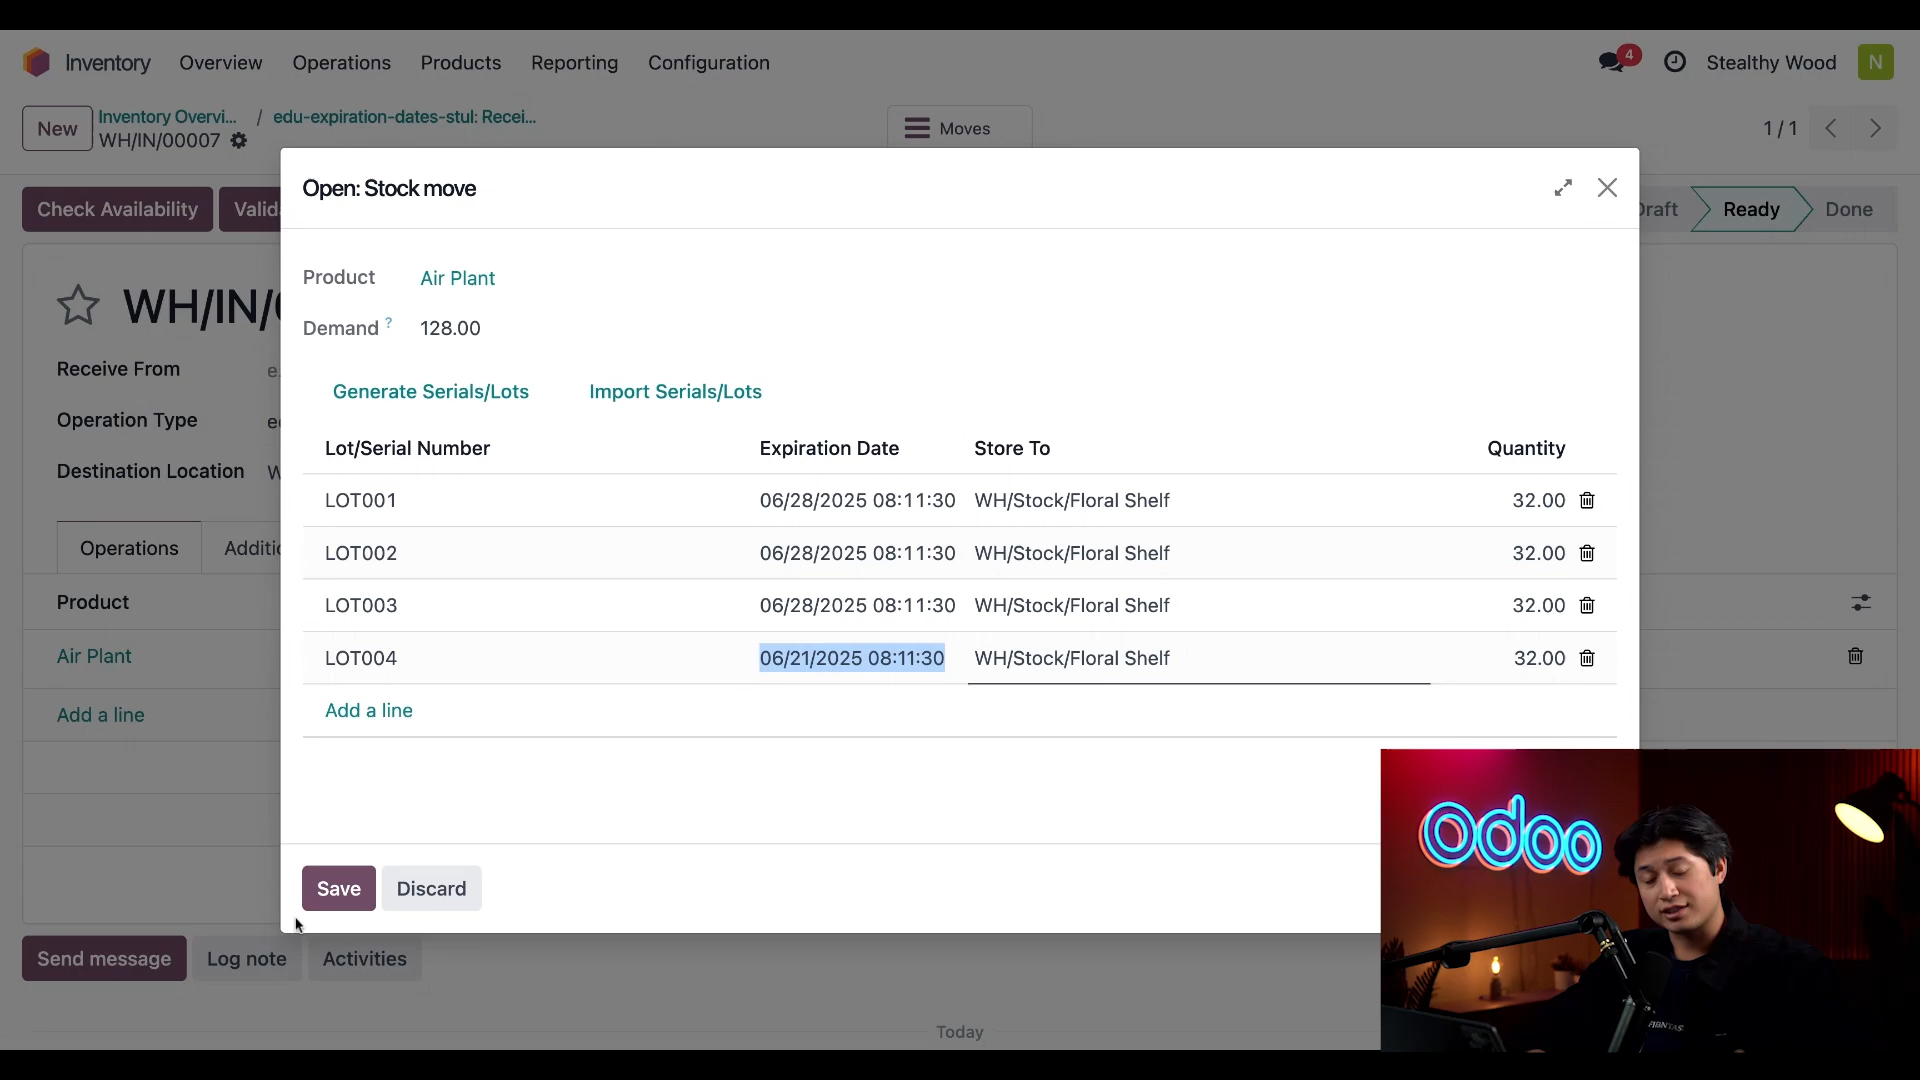 Inventory Overview Operations Products Reporting Configuration 4 Stealthy Wood N
New Inventory Overvi... / edu-expiration-dates-stul: Recei... Moves 1 / 1
WH/IN/00007
Check Availability Valid Draft Ready Done
Open: Stock move
WH/IN/0
Product Air Plant
Demand ? 128.00
Receive From e.
Generate Serials/Lots Import Serials/Lots
Operation Type e
Lot/Serial Number Expiration Date Store To Quantity
Destination Location W
LOT001 06/28/2025 08:11:30 WH/Stock/Floral Shelf 32.00
Operations Additi
LOT002 06/28/2025 08:11:30 WH/Stock/Floral Shelf 32.00
Product
LOT003 06/28/2025 08:11:30 WH/Stock/Floral Shelf 32.00
Air Plant
LOT004 06/21/2025 08:11:30 WH/Stock/Floral Shelf 32.00
Add a line
Add a line
odoo
Save Discard
Send message Log note Activities
Today